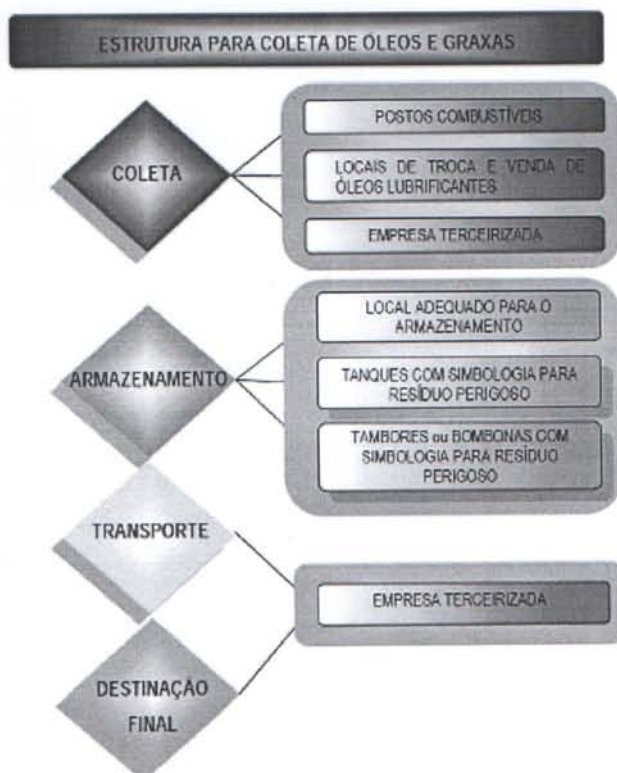 ESTRUTURA PARA COLETA DE ÓLEOS E GRAXAS
COLETA
POSTOS COMBUSTÍVEIS
LOCAIS DE TROCA E VENDA DE
ÓLEOS LUBRIFICANTES
EMPRESA TERCEIRIZADA
ARMAZENAMENTO
LOCAL ADEQUADO PARA O
ARMAZENAMENTO
TANQUES COM SIMBOLOGIA PARA
RESÍDUO PERIGOSO
TAMBORES ou BOMBONAS COM
SIMBOLOGIA PARA RESÍDUO
PERIGOSO
TRANSPORTE
EMPRESA TERCEIRIZADA
DESTINAÇÃO
FINAL